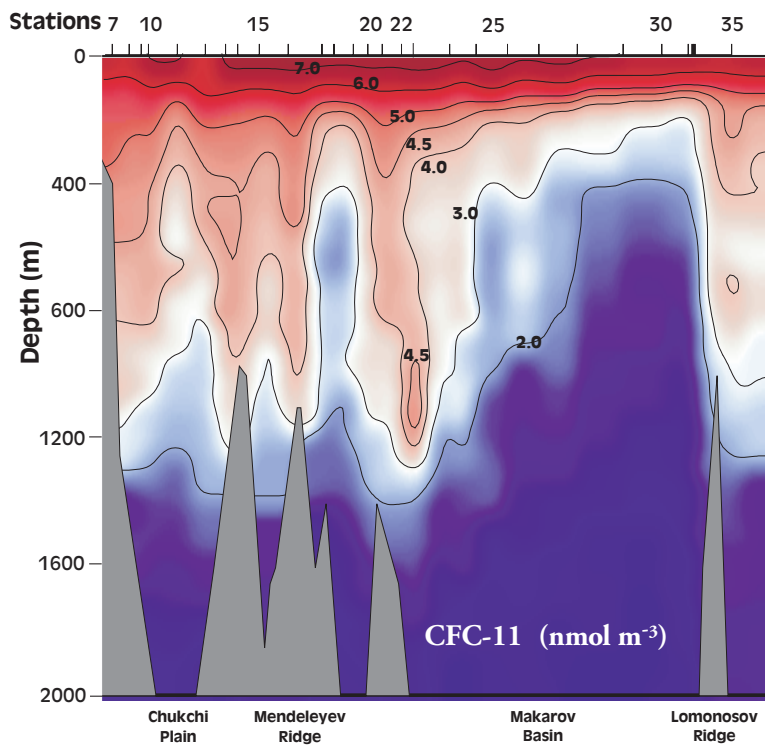 Stations 7 10 15 20 22 25 30 35
0
7.0
6.0
5.0
4.5
4.0
400
3.0
Depth (m)
600
2.0
4.5
1200
1600
CFC-11 (nmol m-3)
2000
Chukchi
Plain
Mendeleyev
Ridge
Makarov
Basin
Lomonosov
Ridge